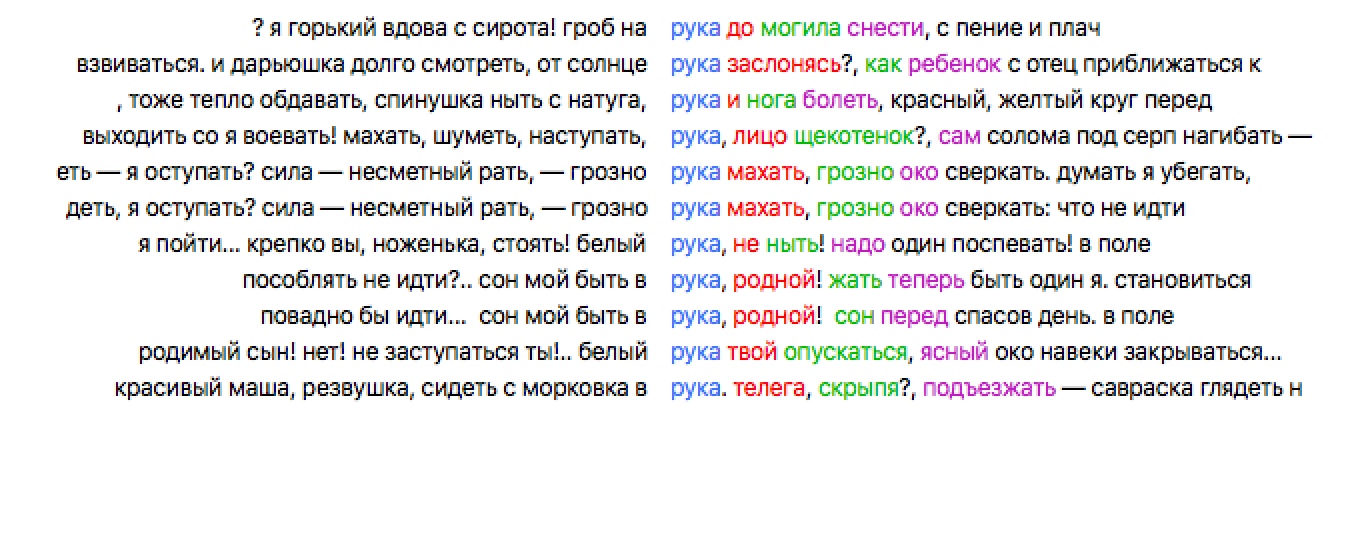 ? я горький вдова с сирота! гроб на рука до могила снести, с пение и плач
взвиваться. и дарьюшка долго смотреть, от солнце рука заслонясь?, как ребенок с отец приближаться к
, тоже тепло обдавать, спинушка ныть с натуга, рука и нога болеть, красный, желтый круг перед
выходить со я воевать! махать, шуметь, наступать, рука, лицо щекотенок?, сам солома под серп нагибать —
еть — я оступать? сила — несметный рать, — грозно рука махать, грозно око сверкать. думать я убегать,
деть, я оступать? сила — несметный рать, — грозно рука махать, грозно око сверкать: что не идти
я пойти... крепко вы, ноженька, стоять! белый рука, не ныть! надо один поспевать! в поле
пособлять не идти?.. сон мой быть в рука, родной! жать теперь быть один я. становиться
повадно бы идти... сон мой быть в рука, родной! сон перед спасов день. в поле
родимый сын! нет! не заступаться ты!.. белый рука твой опускаться, ясный око навеки закрываться...
красивый маша, резвушка, сидеть с морковка в рука. телега, скрыпя?, подъезжать — савраска глядеть н